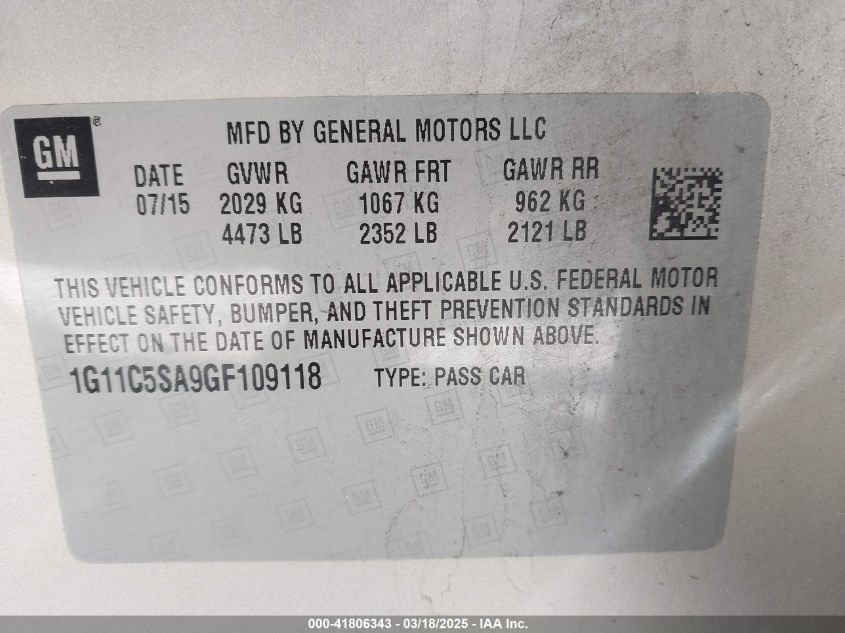 GM®
MFD BY GENERAL MOTORS LLC
DATE GVWR GAWR FRT GAWR RR
07/15 2029 KG 1067 KG 962 KG
4473 LB 2352 LB 2121 LB
THIS VEHICLE CONFORMS TO ALL APPLICABLE U.S. FEDERAL MOTOR
VEHICLE SAFETY, BUMPER, AND THEFT PREVENTION STANDARDS IN
EFFECT ON THE DATE OF MANUFACTURE SHOWN ABOVE.
1G11C5SA9GF109118 TYPE: PASS CAR
000-41806343 / 03/18/2025 - IAA Inc.